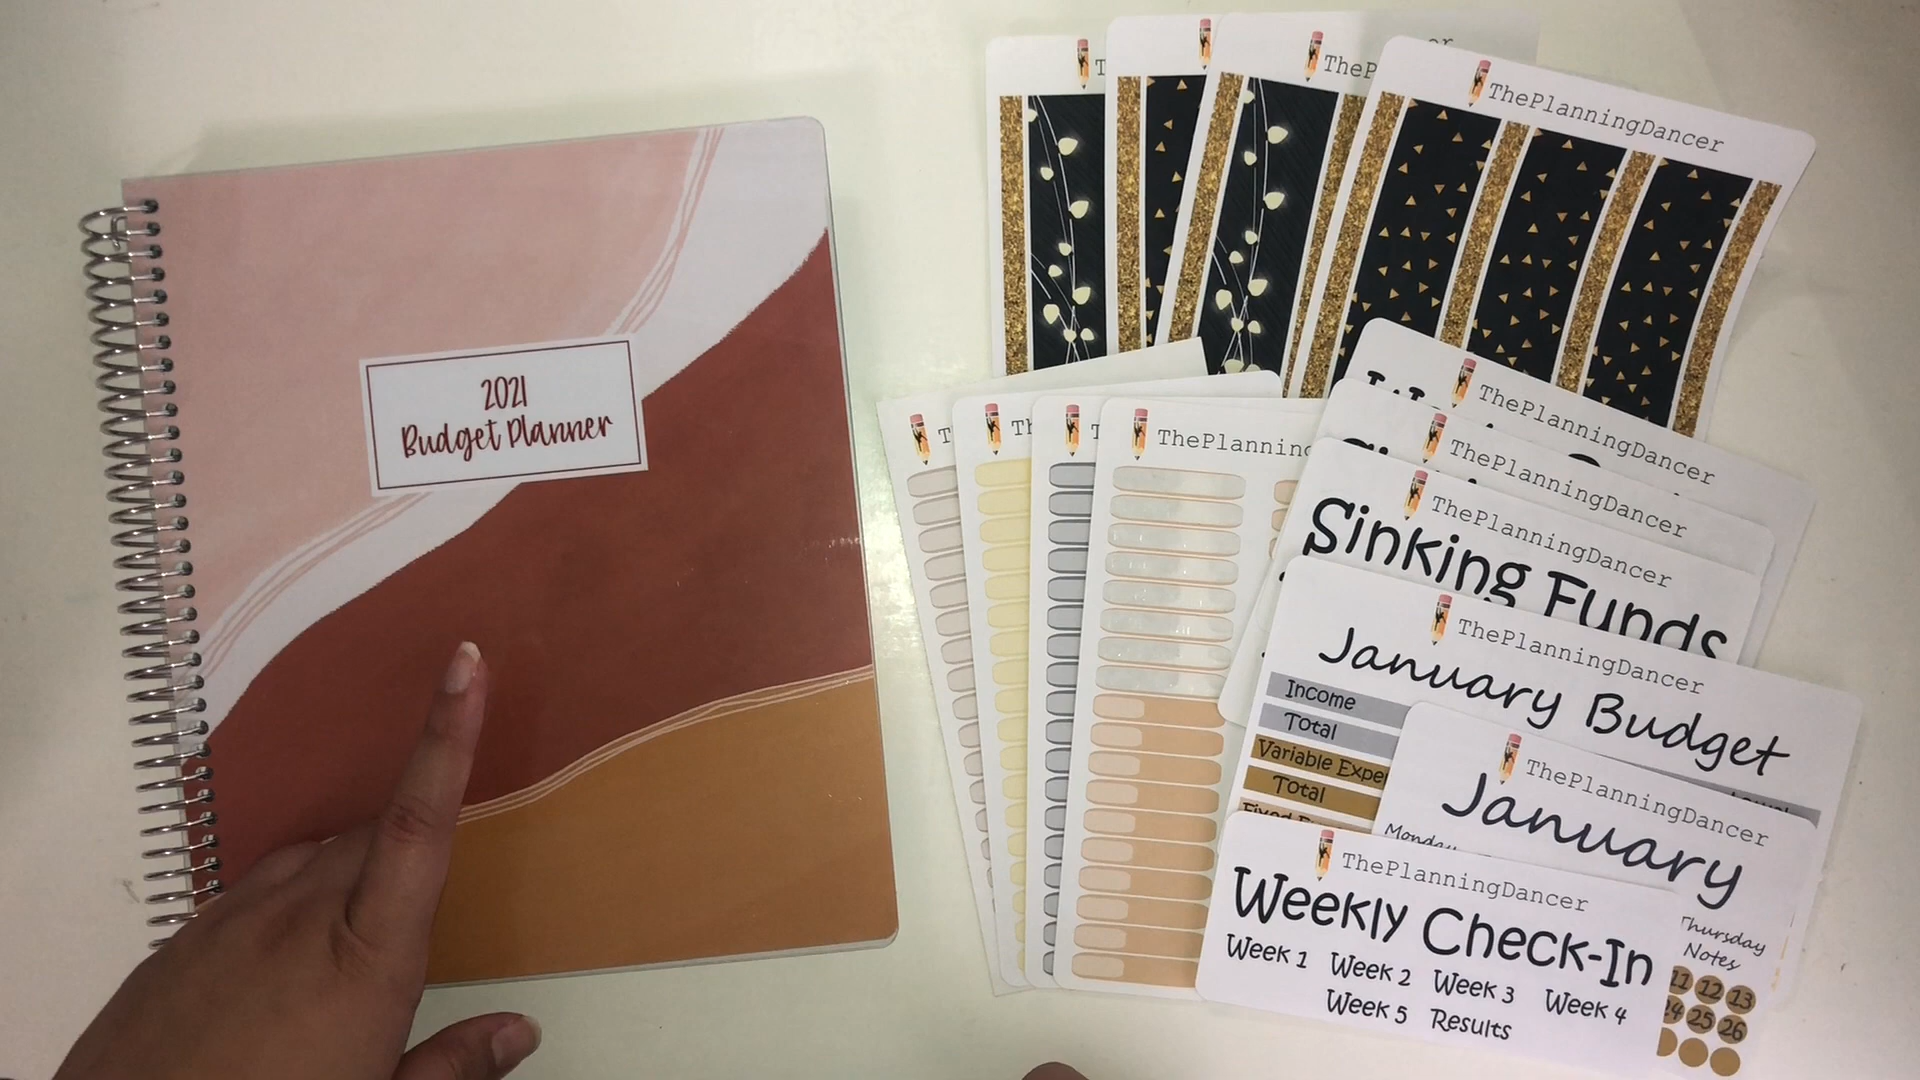 2021
Budget Planner
ThePlanningDancer
ThePlanningDancer
ThePlanningDancer
ThePlanning
ThePlanningDancer
Sinking Funds
ThePlanningDancer
January Budget
Income
Total
Variable Expe
Total
ThePlanningDancer
January
Monday
Thursday
Notes
11 12 13
24 25 26
ThePlanningDancer
Weekly Check-In
Week 1 Week 2 Week 3 Week 4
Week 5 Results